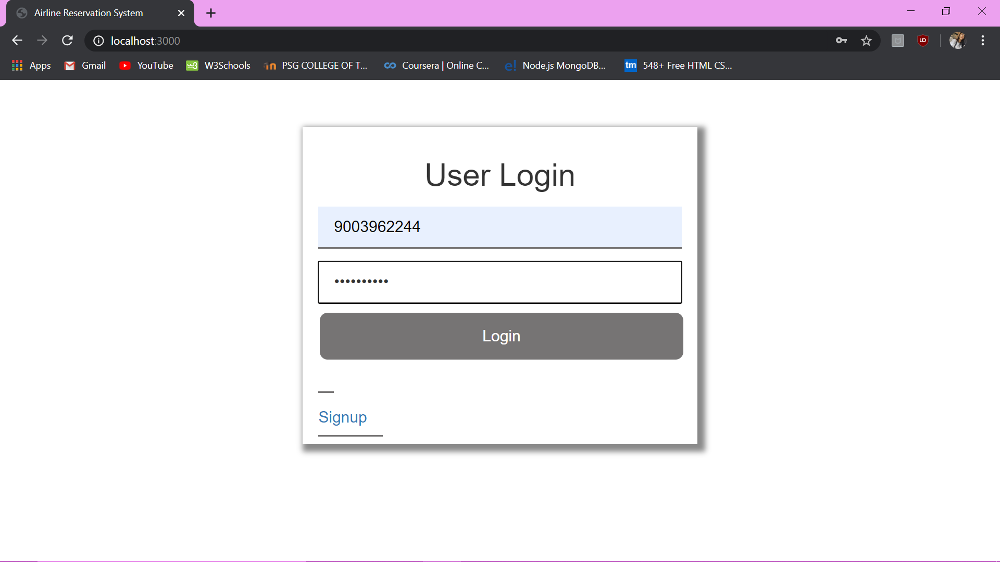 Airline Reservation System
localhost:3000
Apps Gmail YouTube W3Schools PSG COLLEGE OF T... Coursera | Online C... Node.js MongoDB... tm 548+ Free HTML CS...
User Login
9003962244
••••••••••
Login
Signup